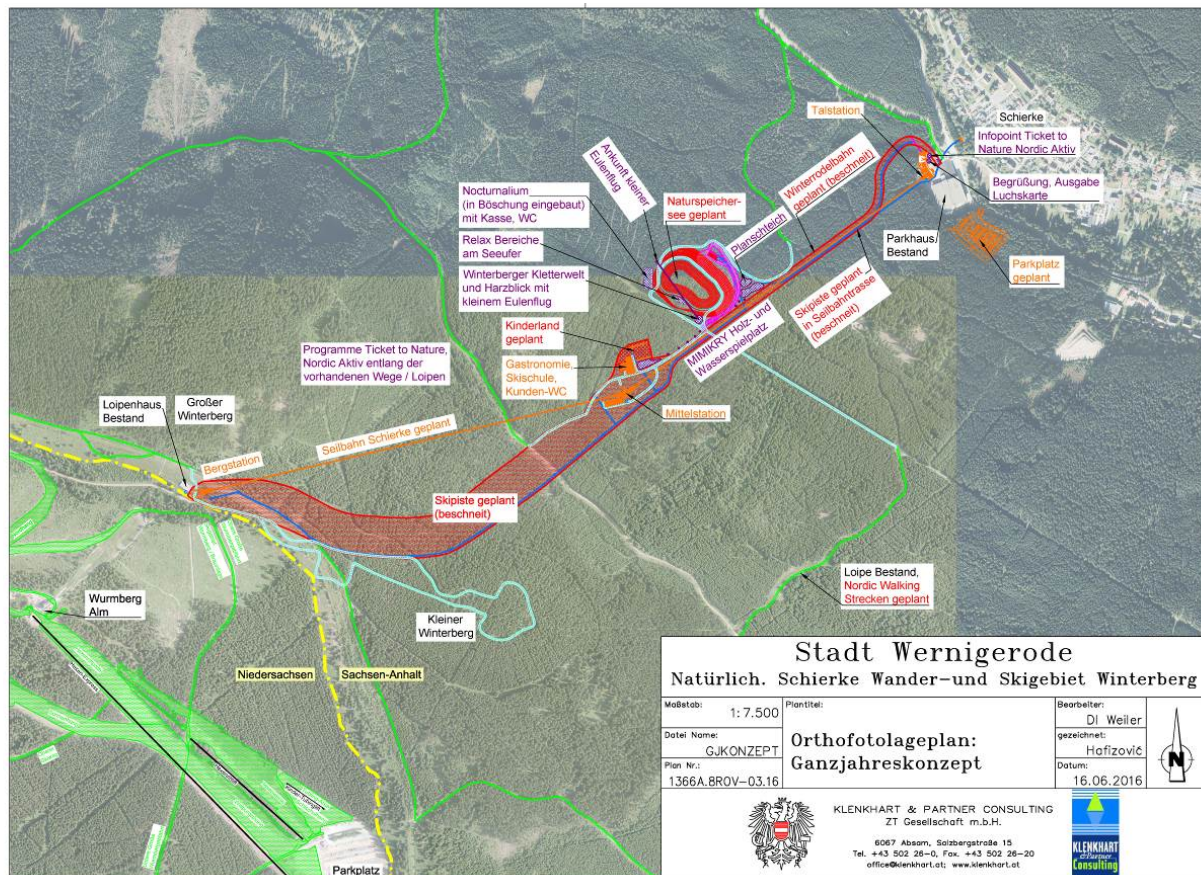 Schierke
Talstation
Infopoint Ticket to
Nature Nordic Aktiv
Begrüßung, Ausgabe
Luchskarte
Parkhaus/
Bestand
Parkplatz
geplant
Winterrodelbahn
geplant (beschneit)
Skipiste geplant
in Seilbahntrasse
(beschneit)
Ankunft kleiner
Eulenflug
Naturspeicher-
see geplant
Planschteich
Nocturnalium
(in Böschung eingebaut)
mit Kasse, WC
Relax Bereiche
am Seeufer
Winterberger Kletterwelt
und Harzblick mit
kleinem Eulenflug
MIMIKRY Holz- und
Wasserspielplatz
Kinderland
geplant
Gastronomie,
Skischule,
Kunden-WC
Mittelstation
Programme Ticket to Nature,
Nordic Aktiv entlang der
vorhandenen Wege / Loipen
Loipenhaus
Bestand
Großer
Winterberg
Bergstation
Seilbahn Schierke geplant
Skipiste geplant
(beschneit)
Loipe Bestand,
Nordic Walking
Strecken geplant
Kleiner
Winterberg
Wurmberg
Alm
Niedersachsen
Sachsen-Anhalt
Parkplatz
Stadt Wernigerode
Natürlich. Schierke Wander-und Skigebiet Winterberg
Maßstab:
1:7.500
Datei Name:
GJKONZEPT
Plan Nr.:
1366A.8ROV-03.16
Plantitel:
Orthofotolageplan:
Ganzjahreskonzept
Bearbeiter:
DI Weiler
gezeichnet:
Hafizovič
Datum:
16.06.2016
N
KLENKHART & PARTNER CONSULTING
ZT Gesellschaft m.b.H.
6067 Absam, Salzbergstraße 15
Tel. +43 502 26-0, Fax. +43 502 26-20
office@klenkhart.at; www.klenkhart.at
KLENKHART
& Partner
Consulting